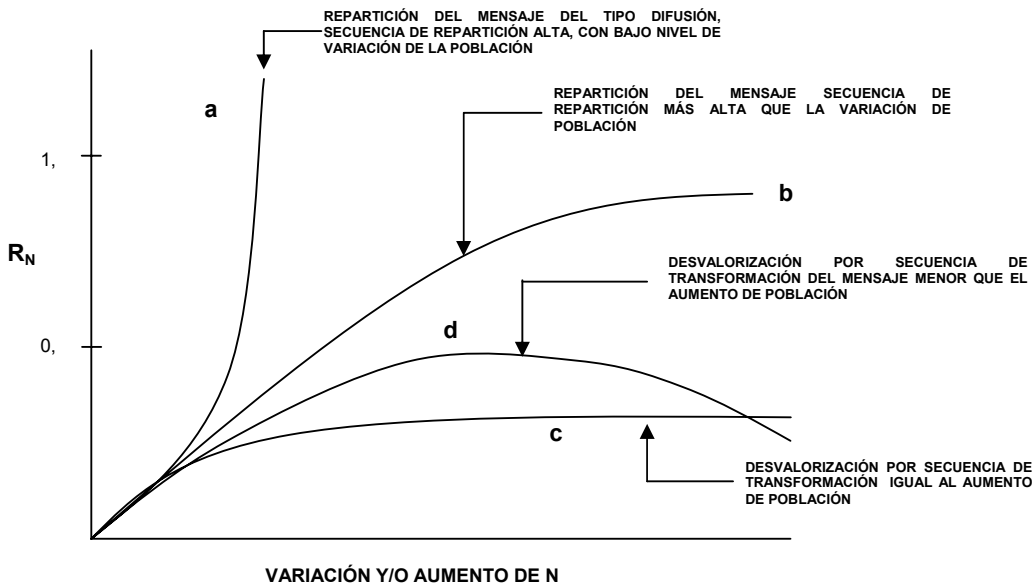 REPARTICIÓN DEL MENSAJE DEL TIPO DIFUSIÓN,
SECUENCIA DE REPARTICIÓN ALTA, CON BAJO NIVEL DE
VARIACIÓN DE LA POBLACIÓN
a
REPARTICIÓN DEL MENSAJE SECUENCIA DE
REPARTICIÓN MÁS ALTA QUE LA VARIACIÓN DE
POBLACIÓN
1,
b
RN
DESVALORIZACIÓN POR SECUENCIA DE
TRANSFORMACIÓN DEL MENSAJE MENOR QUE EL
AUMENTO DE POBLACIÓN
d
0,
c
DESVALORIZACIÓN POR SECUENCIA DE
TRANSFORMACIÓN IGUAL AL AUMENTO
DE POBLACIÓN
VARIACIÓN Y/O AUMENTO DE N